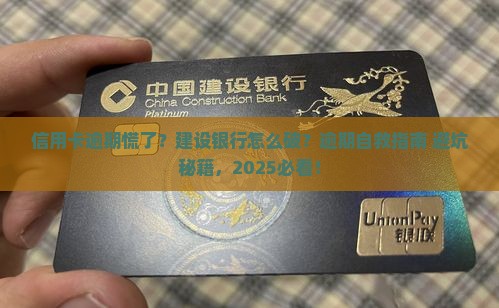 中国建设银行
China Construction Bank
Platinum
信用卡逾期慌了？建设银行怎么破？逾期自救指南 避坑
秘籍，2025必看！
UnionPay
银联